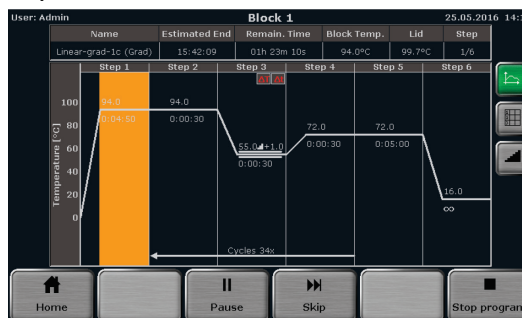 User: Admin Block 1 25.05.2016 14:1
Name Estimated End Remain. Time Block Temp. Lid Step
Linear-grad-1c (Grad) 15:42:09 01h 23m 10s 94.0°C 99.7°C 1/6
Step 1 Step 2 Step 3 Step 4 Step 5 Step 6
ΔT Δt
Temperature [°C]
100
80
60
40
20
0
94.0 94.0
0:04:50 0:00:30
55.0 +1.0
0:00:30
72.0 72.0
0:00:30 0:05:00
16.0
∞
Cycles 34x
Home Pause Skip Stop program